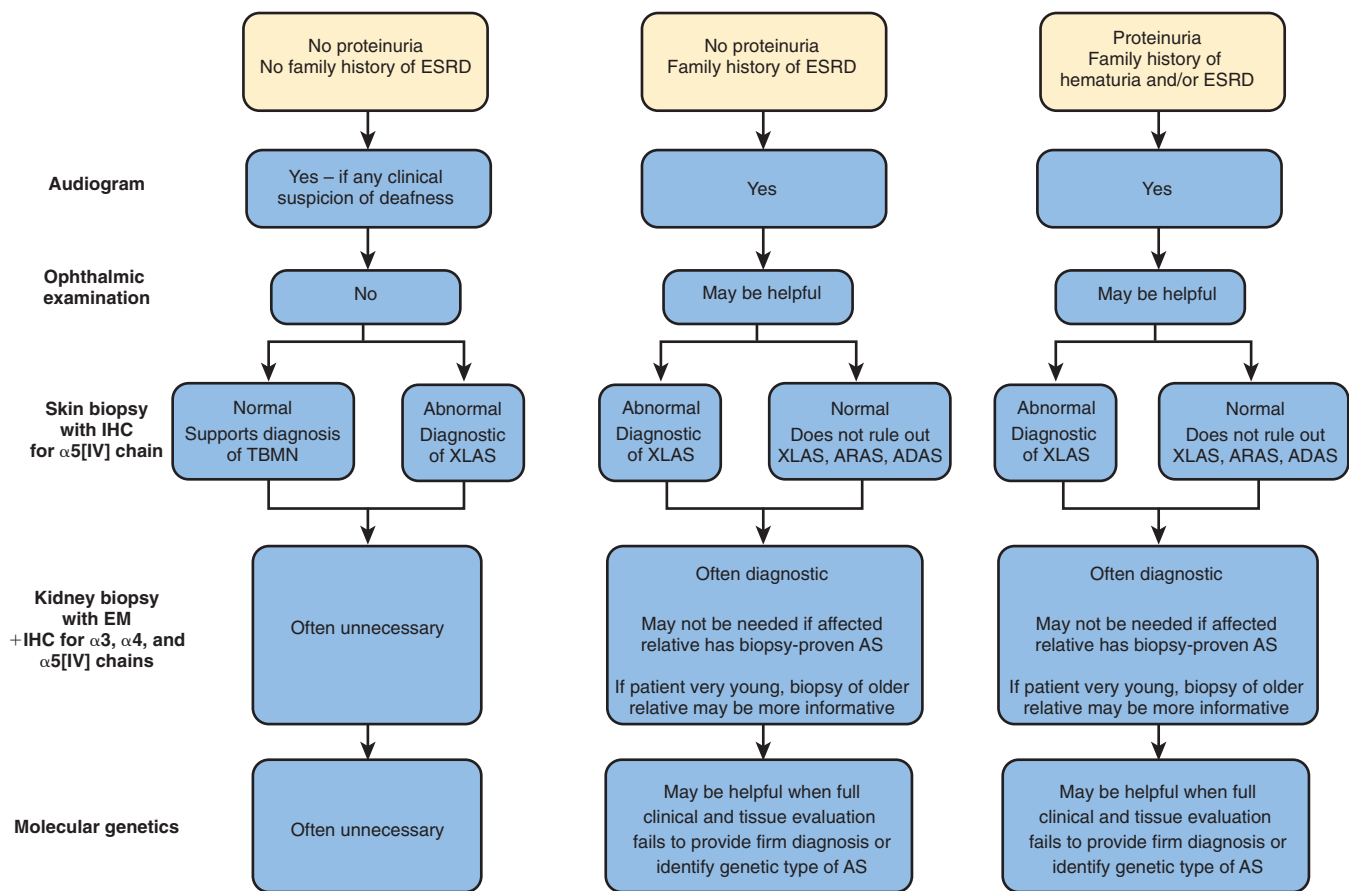 No proteinuria
No family history of ESRD
No proteinuria
Family history of ESRD
Proteinuria
Family history of
hematuria and/or ESRD
Audiogram
Yes – if any clinical
suspicion of deafness
Yes
Yes
Ophthalmic
examination
No
May be helpful
May be helpful
Skin biopsy
with IHC
for α5[IV] chain
Normal
Supports diagnosis
of TBMN
Abnormal
Diagnostic
of XLAS
Abnormal
Diagnostic
of XLAS
Normal
Does not rule out
XLAS, ARAS, ADAS
Abnormal
Diagnostic
of XLAS
Normal
Does not rule out
XLAS, ARAS, ADAS
Kidney biopsy
with EM
+IHC for α3, α4, and
α5[IV] chains
Often unnecessary
Often diagnostic
May not be needed if affected
relative has biopsy-proven AS
If patient very young, biopsy of older
relative may be more informative
Often diagnostic
May not be needed if affected
relative has biopsy-proven AS
If patient very young, biopsy of older
relative may be more informative
Molecular genetics
Often unnecessary
May be helpful when full
clinical and tissue evaluation
fails to provide firm diagnosis or
identify genetic type of AS
May be helpful when full
clinical and tissue evaluation
fails to provide firm diagnosis or
identify genetic type of AS